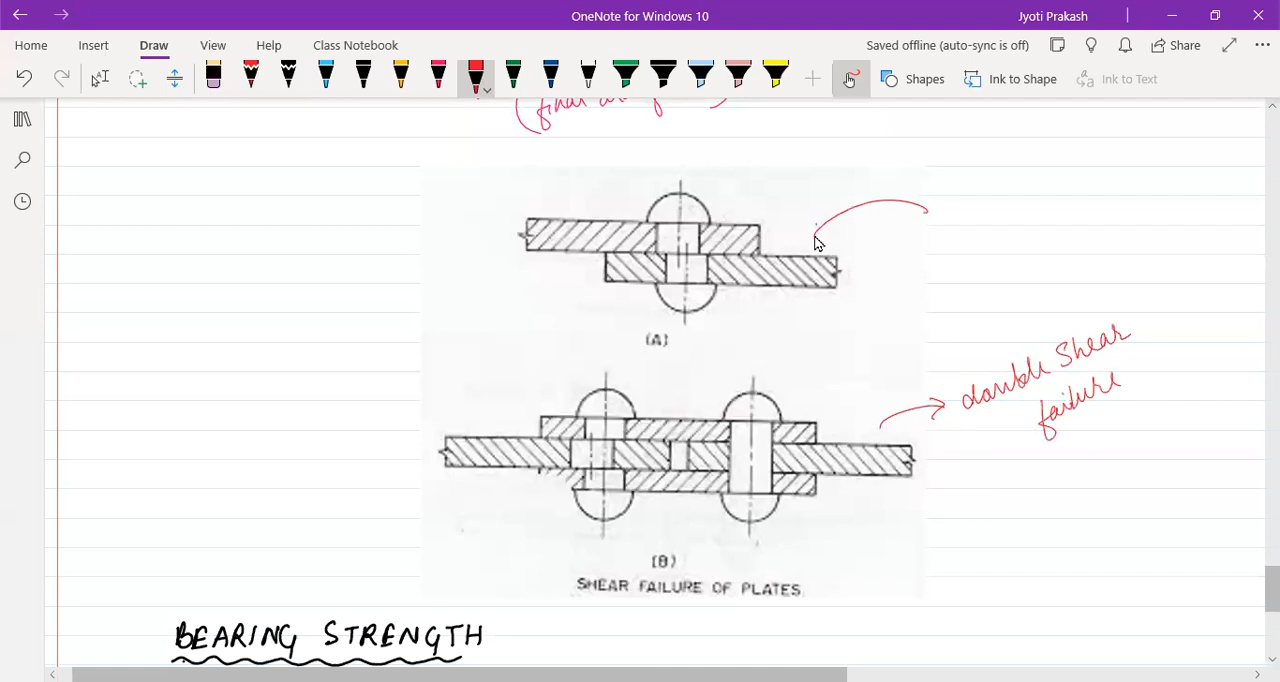 OneNote for Windows 10
Jyoti Prakash
Home Insert Draw View Help Class Notebook
Saved offline (auto-sync is off) Share
Shapes Ink to Shape Ink to Text
(final
(A)
double Shear
failure
(B)
SHEAR FAILURE OF PLATES
BEARING STRENGTH